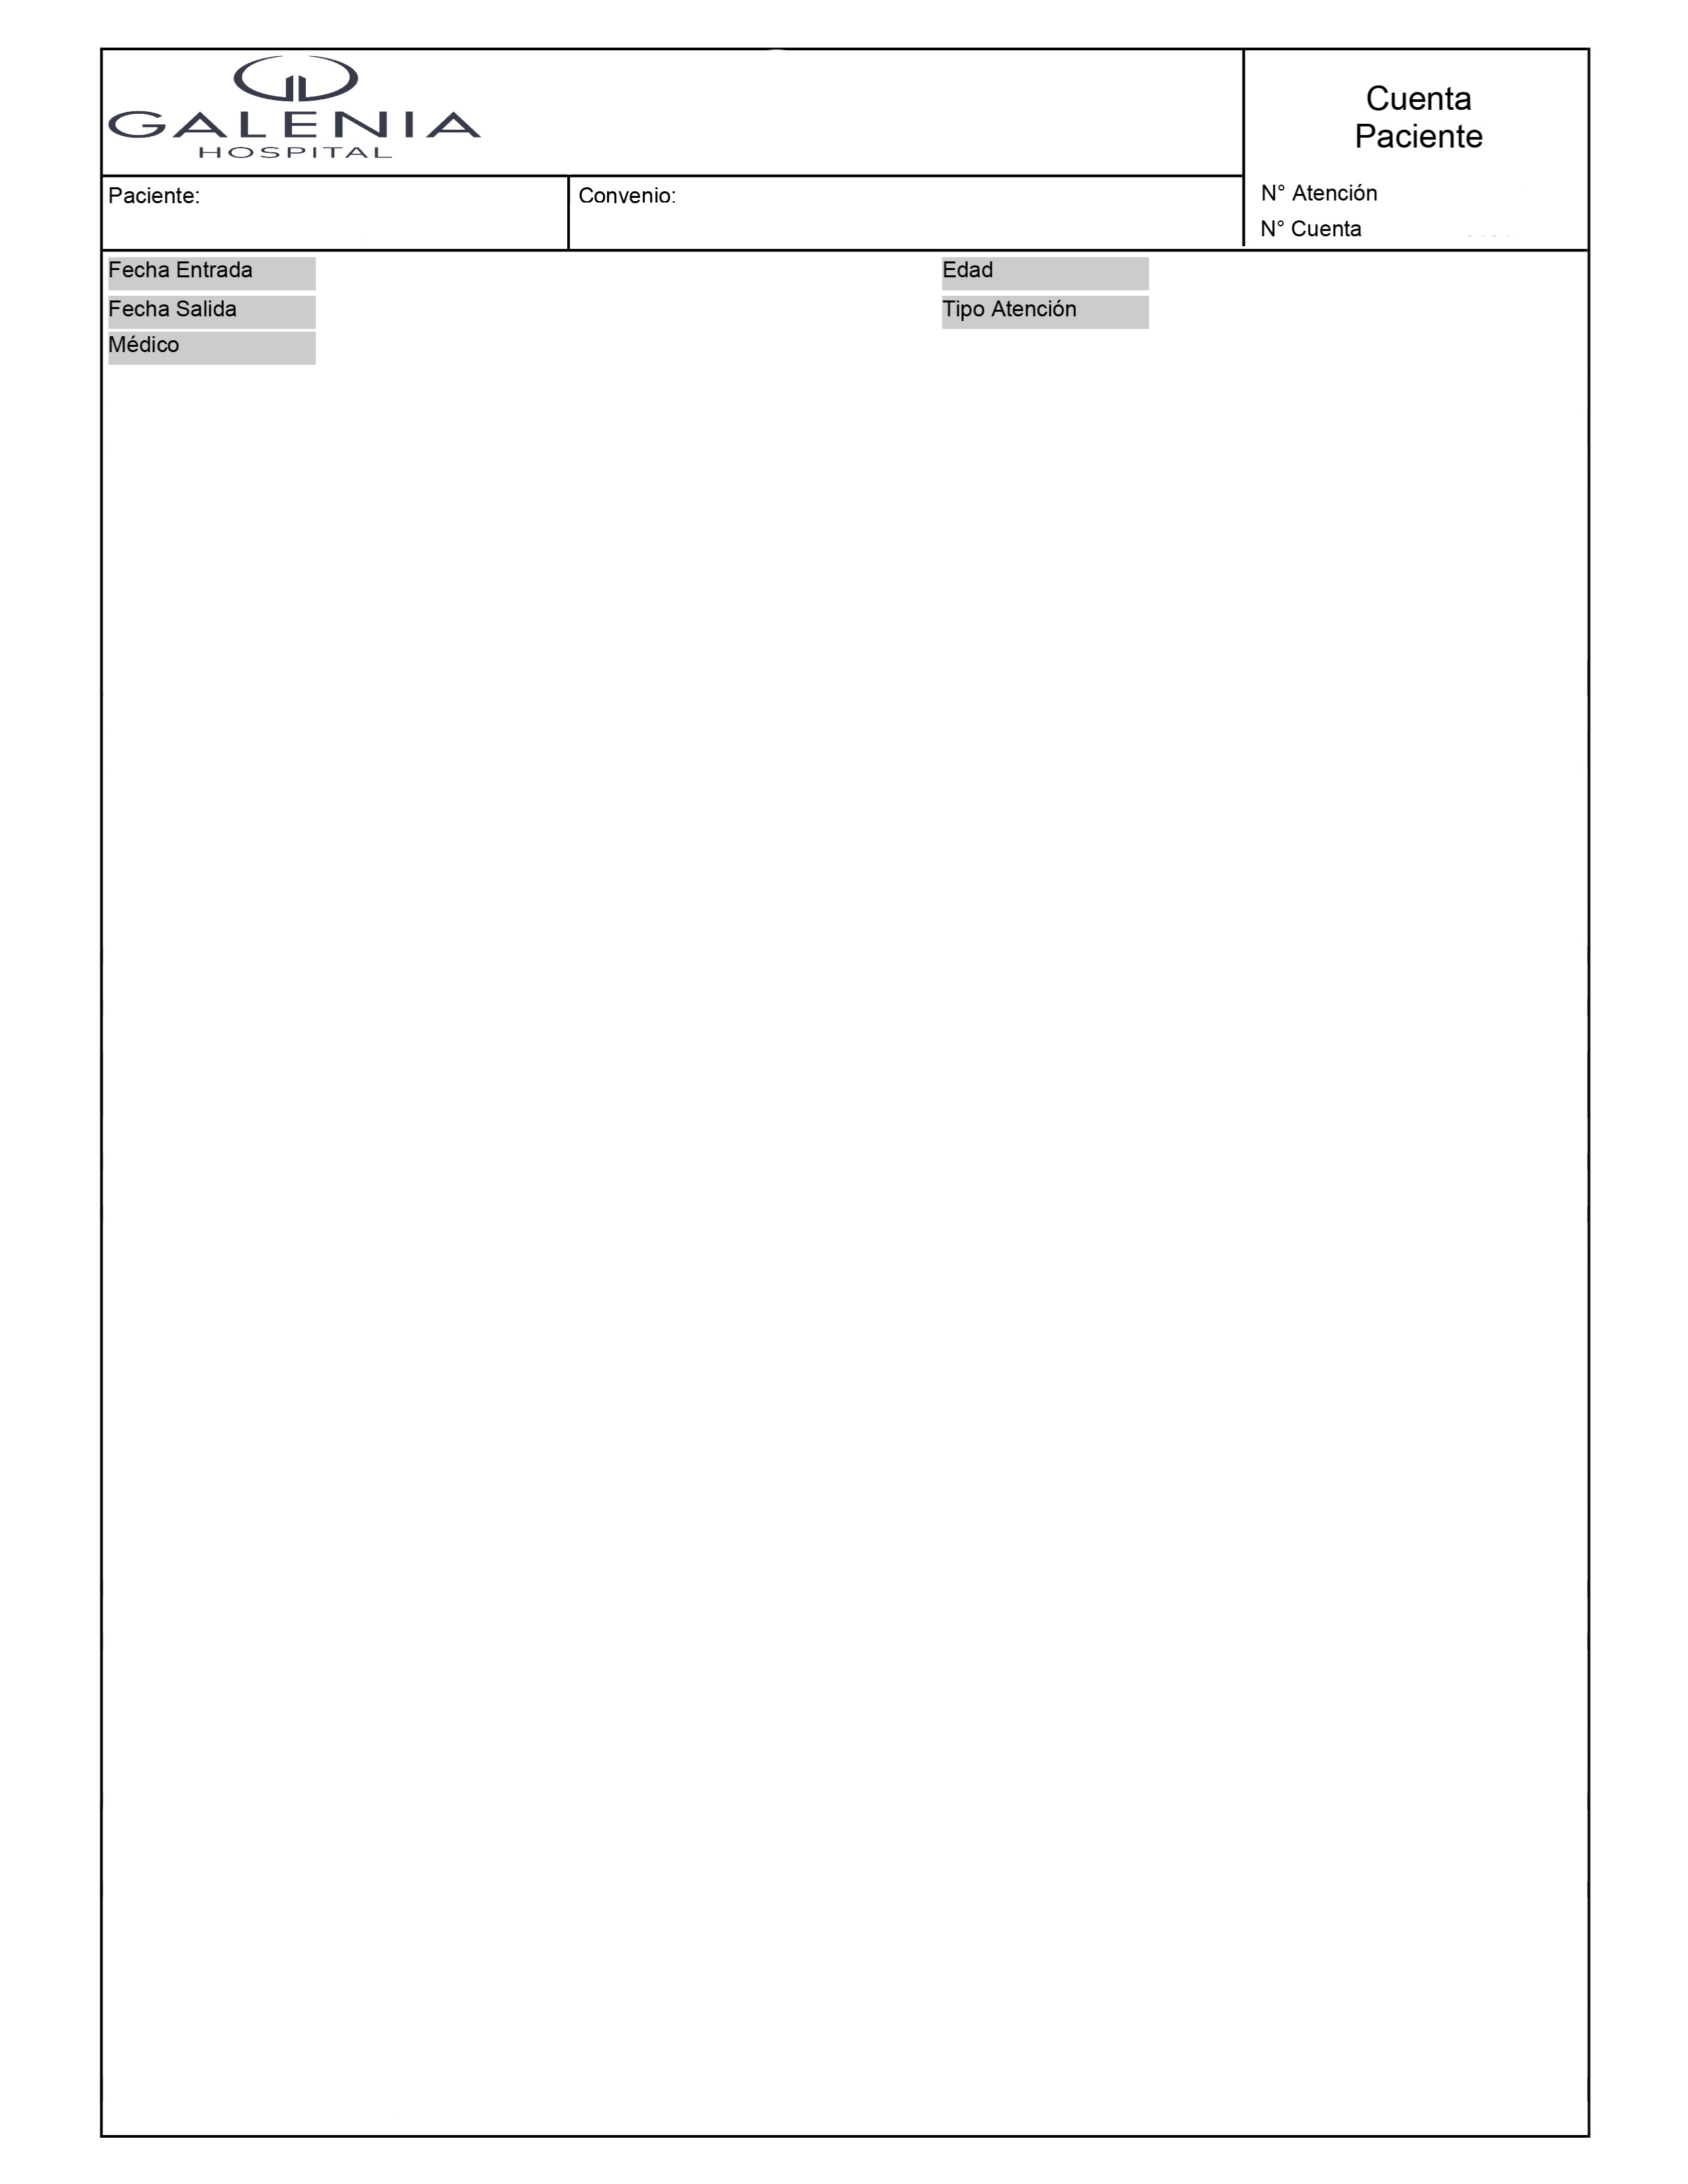 GALENIA
HOSPITAL
Cuenta
Paciente
Paciente:
Convenio:
N° Atención
N° Cuenta
Fecha Entrada
Edad
Fecha Salida
Tipo Atención
Médico